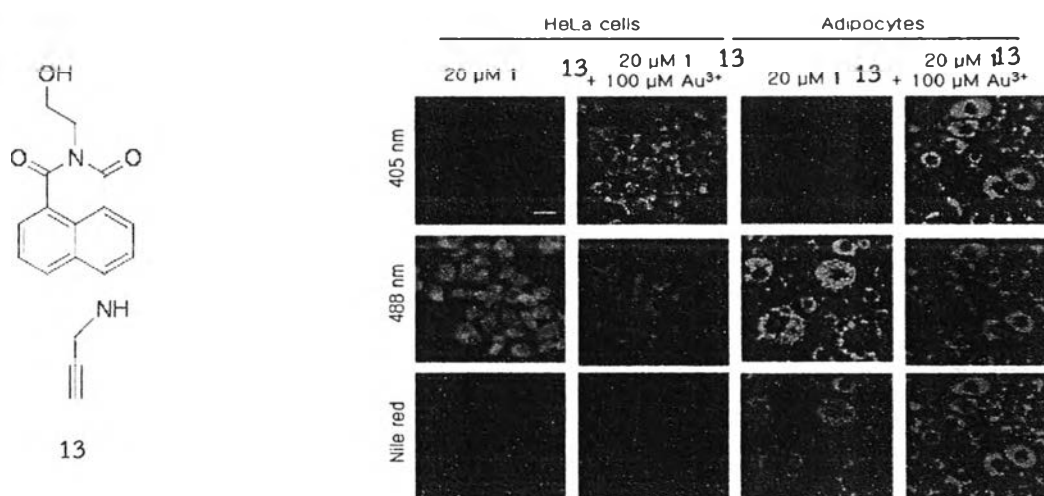 OH
O
N
O
NH
13
HeLa cells
Adipocytes
20 µM 1 13
20 µM 1 13
+ 100 µM Au³⁺
20 µM 1 13
20 µM 1 13
+ 100 µM Au³⁺
405 nm
488 nm
Nile red